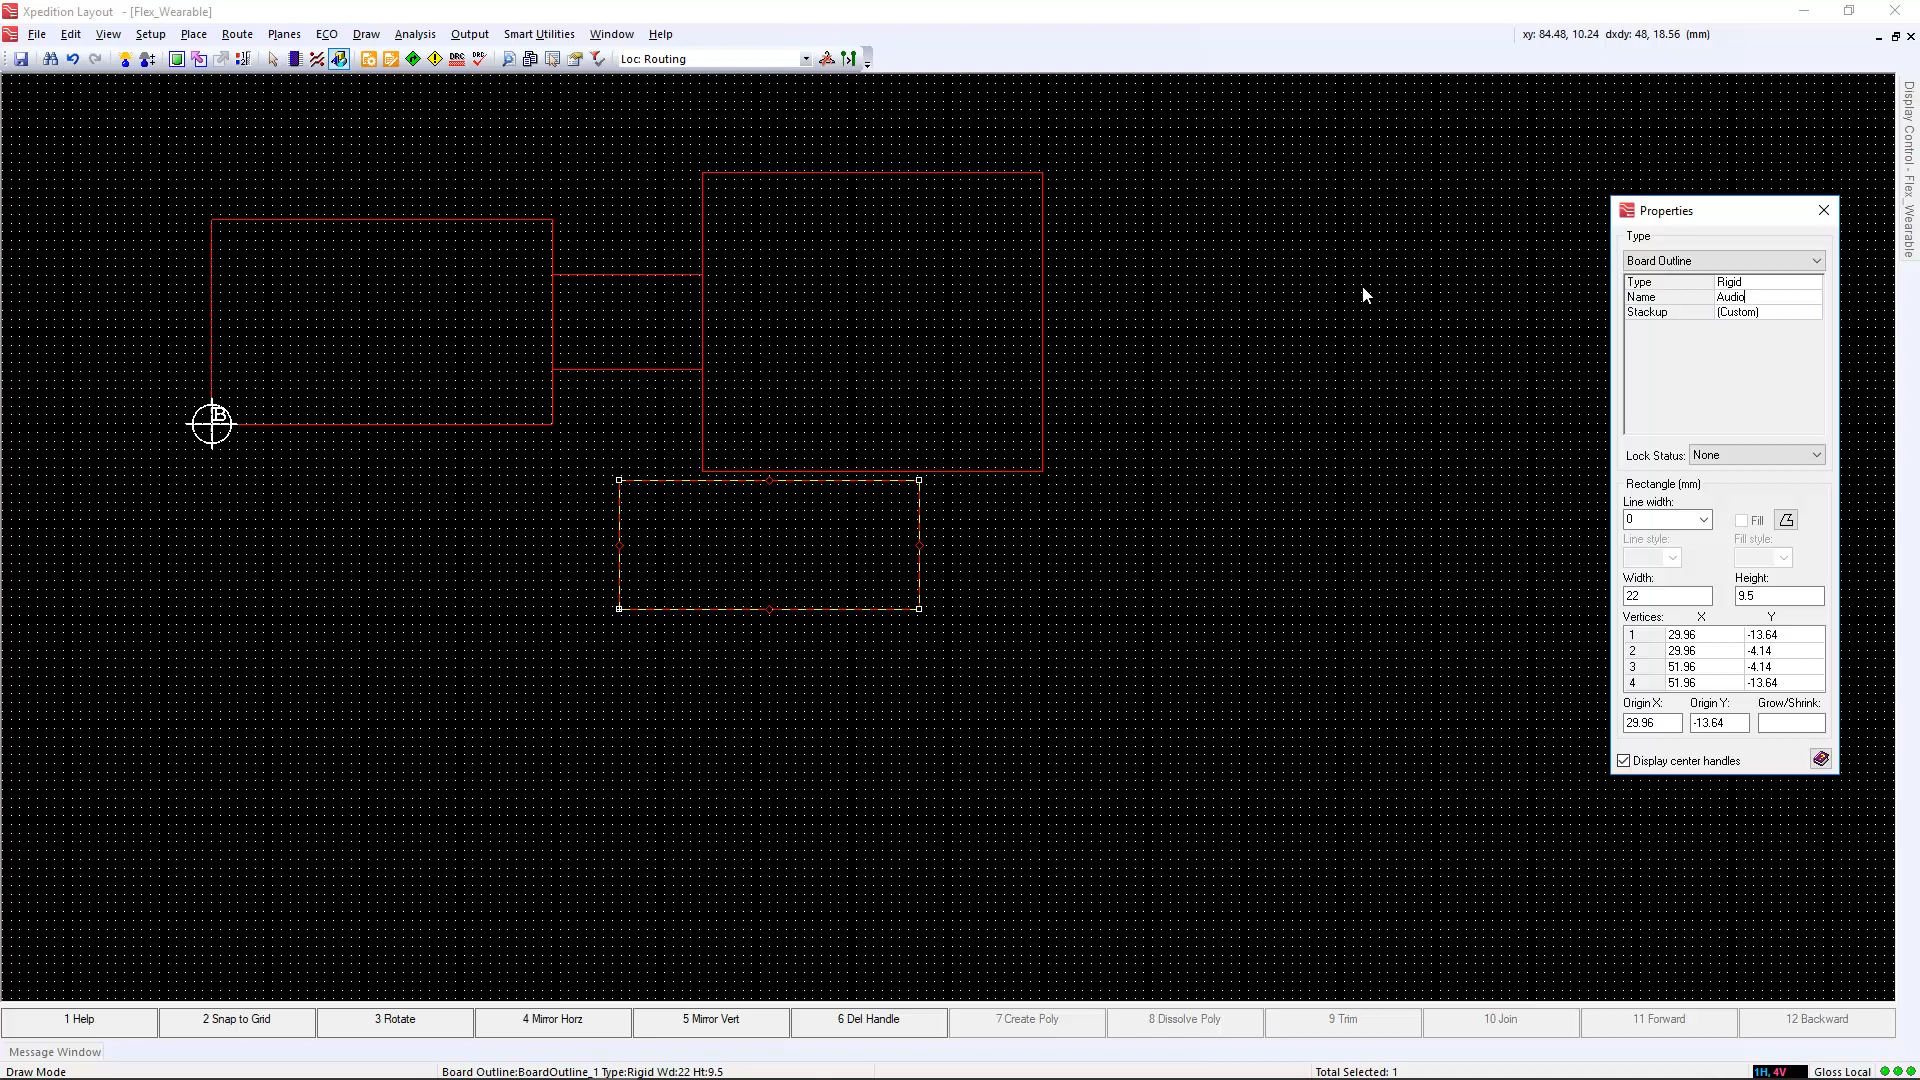 Xpedition Layout - [Flex_Wearable]
File Edit View Setup Place Route Planes ECO Draw Analysis Output Smart Utilities Window Help
xy: 84.48, 10.24 dxdy: 48, 18.56 (mm)
DRC DRC Loc: Routing
Display Control - Flex_Wearable
B
Properties
Type
Board Outline
Type Rigid
Name Audio
Stackup (Custom)
Lock Status: None
Rectangle (mm)
Line width:
0 Fill
Line style: Fill style:
Width: Height:
22 9.5
Vertices: X Y
1 29.96 -13.64
2 29.96 -4.14
3 51.96 -4.14
4 51.96 -13.64
Origin X: Origin Y: Grow/Shrink:
29.96 -13.64
Display center handles
1 Help 2 Snap to Grid 3 Rotate 4 Mirror Horz 5 Mirror Vert 6 Del Handle 7 Create Poly 8 Dissolve Poly 9 Trim 10 Join 11 Forward 12 Backward
Message Window
Draw Mode Board Outline:BoardOutline_1 Type:Rigid Wd:22 Ht:9.5 Total Selected: 1 1H, 4V Gloss Local